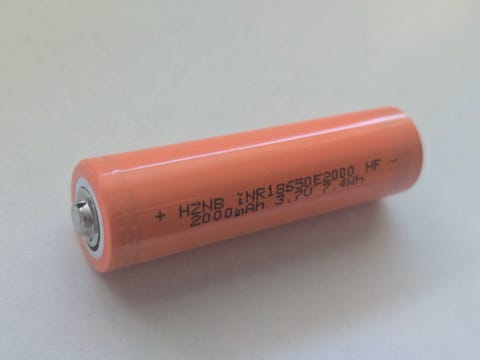 + HZNB iNR18650E2000 HF -
2000mAH 3.7V 7.4Wh